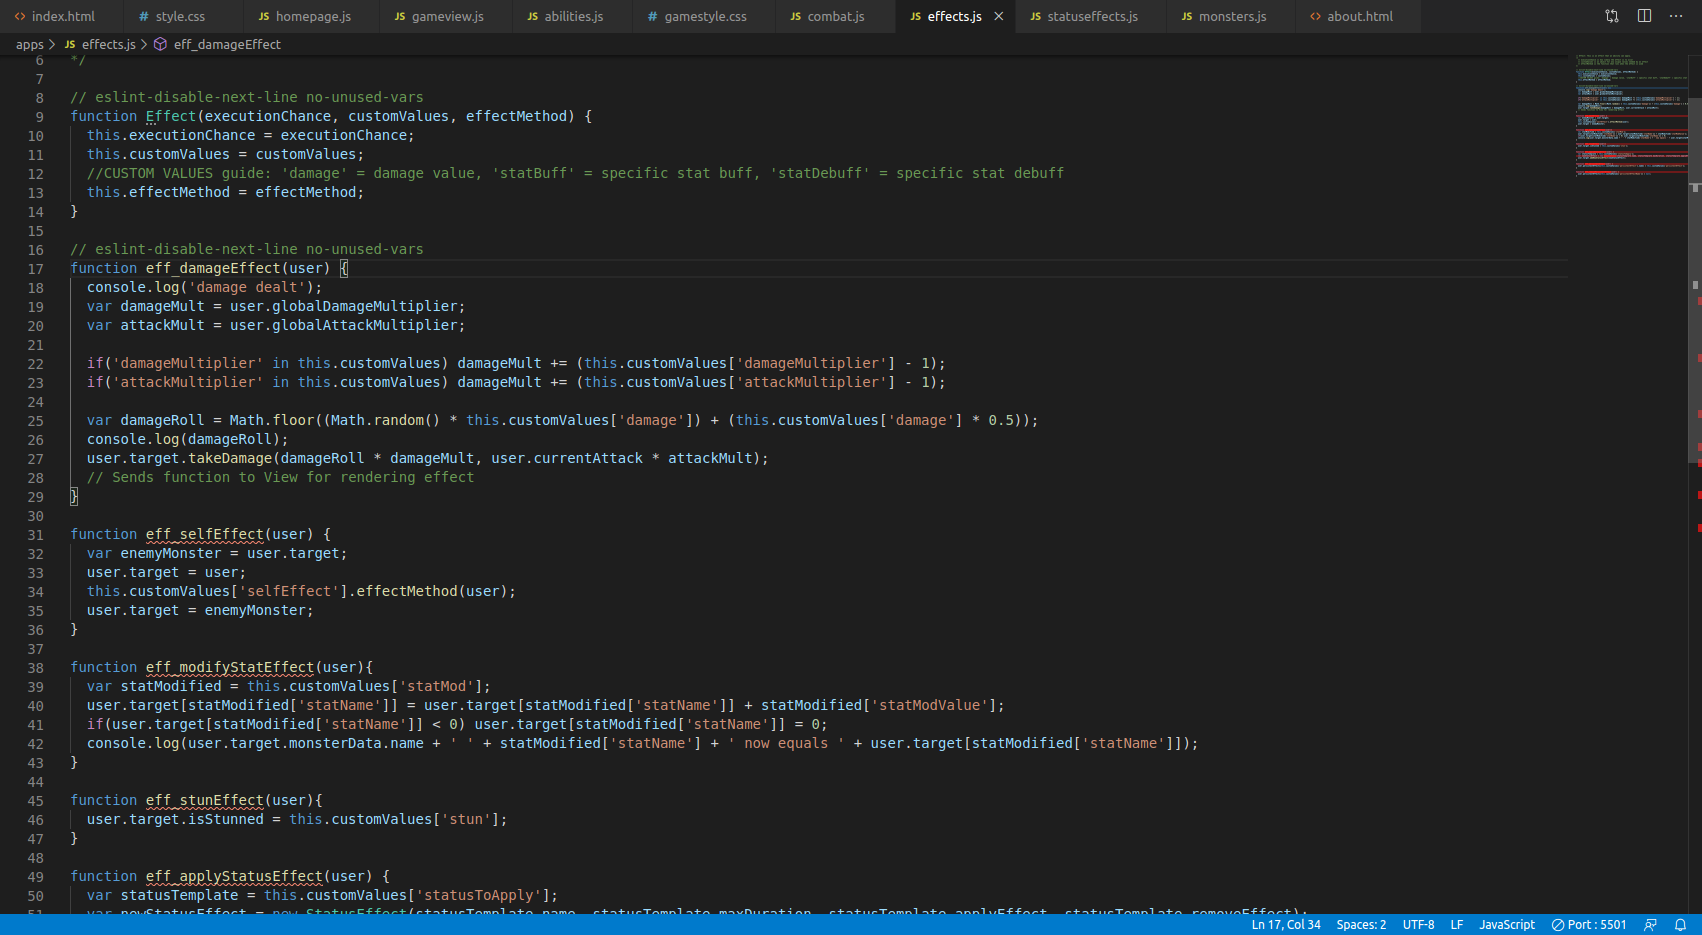 index.html style.css homepage.js gameview.js abilities.js gamestyle.css combat.js effects.js statuseffects.js monsters.js about.html
apps > JS effects.js > eff_damageEffect
6 */
7
8 // eslint-disable-next-line no-unused-vars
9 function Effect(executionChance, customValues, effectMethod) {
10 this.executionChance = executionChance;
11 this.customValues = customValues;
12 //CUSTOM VALUES guide: 'damage' = damage value, 'statBuff' = specific stat buff, 'statDebuff' = specific stat debuff
13 this.effectMethod = effectMethod;
14 }
15
16 // eslint-disable-next-line no-unused-vars
17 function eff_damageEffect(user) {
18 console.log('damage dealt');
19 var damageMult = user.globalDamageMultiplier;
20 var attackMult = user.globalAttackMultiplier;
21
22 if('damageMultiplier' in this.customValues) damageMult += (this.customValues['damageMultiplier'] - 1);
23 if('attackMultiplier' in this.customValues) damageMult += (this.customValues['attackMultiplier'] - 1);
24
25 var damageRoll = Math.floor((Math.random() * this.customValues['damage']) + (this.customValues['damage'] * 0.5));
26 console.log(damageRoll);
27 user.target.takeDamage(damageRoll * damageMult, user.currentAttack * attackMult);
28 // Sends function to View for rendering effect
29 }
30
31 function eff_selfEffect(user) {
32 var enemyMonster = user.target;
33 user.target = user;
34 this.customValues['selfEffect'].effectMethod(user);
35 user.target = enemyMonster;
36 }
37
38 function eff_modifyStatEffect(user){
39 var statModified = this.customValues['statMod'];
40 user.target[statModified['statName']] = user.target[statModified['statName']] + statModified['statModValue'];
41 if(user.target[statModified['statName']] < 0) user.target[statModified['statName']] = 0;
42 console.log(user.target.monsterData.name + ' ' + statModified['statName'] + ' now equals ' + user.target[statModified['statName']]);
43 }
44
45 function eff_stunEffect(user){
46 user.target.isStunned = this.customValues['stun'];
47 }
48
49 function eff_applyStatusEffect(user) {
50 var statusTemplate = this.customValues['statusToApply'];
51 var newStatusEffect = new StatusEffect(statusTemplate.name, statusTemplate.maxDuration, statusTemplate.applyEffect, statusTemplate.removeEffect);
Ln 17, Col 34 Spaces: 2 UTF-8 LF JavaScript Port : 5501